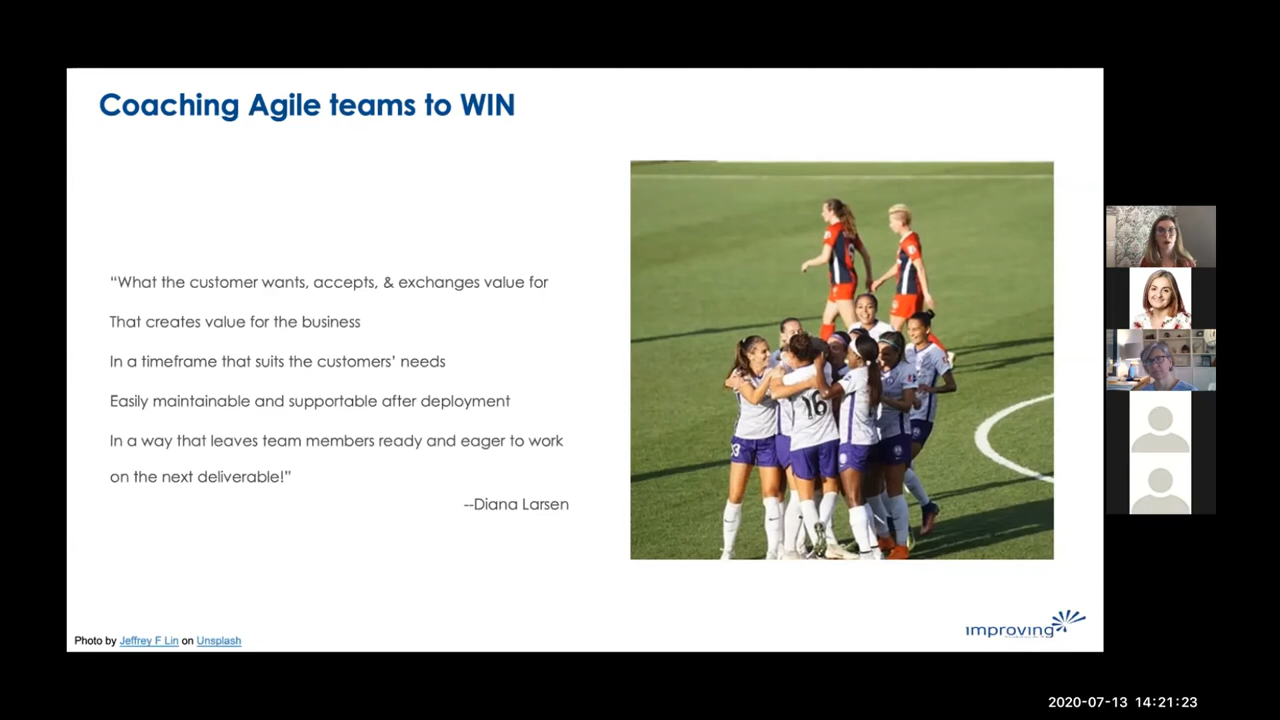 Coaching Agile teams to WIN
“What the customer wants, accepts, & exchanges value for
That creates value for the business
In a timeframe that suits the customers’ needs
Easily maintainable and supportable after deployment
In a way that leaves team members ready and eager to work
on the next deliverable!”
--Diana Larsen
16
Photo by Jeffrey F Lin on Unsplash
improving
2020-07-13 14:21:23